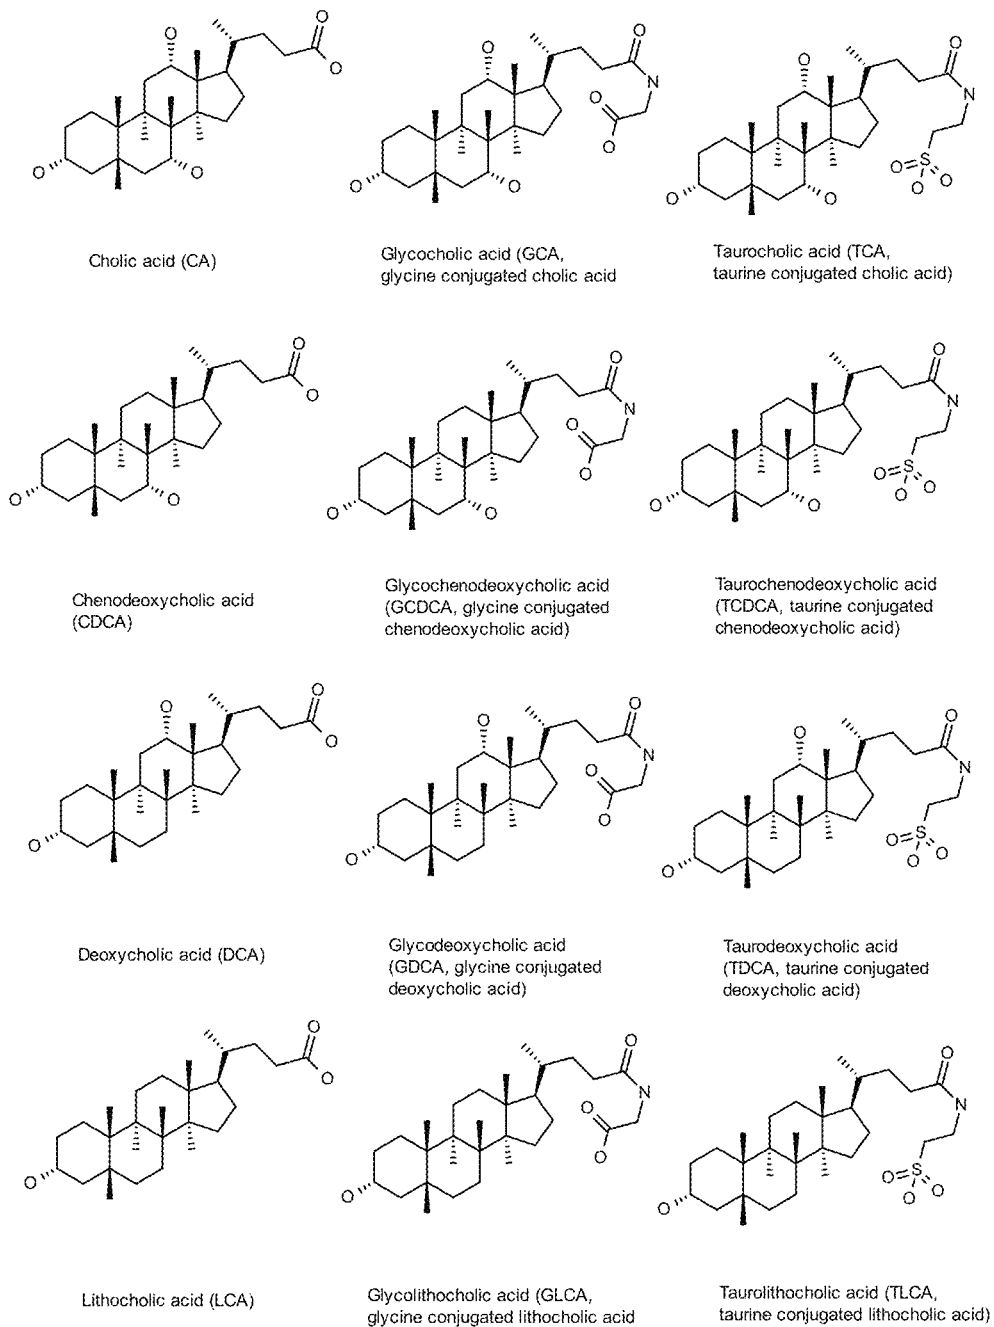 O
O
O
O
O
Cholic acid (CA)
O
O
N
O
O
O
O
Glycocholic acid (GCA,
glycine conjugated cholic acid
O
O
N
O
S
O
O
O
O
Taurocholic acid (TCA,
taurine conjugated cholic acid)
O
O
O
O
Chenodeoxycholic acid
(CDCA)
O
N
O
O
O
O
Glycochenodeoxycholic acid
(GCDCA, glycine conjugated
chenodeoxycholic acid)
O
N
O
S
O
O
O
O
Taurochenodeoxycholic acid
(TCDCA, taurine conjugated
chenodeoxycholic acid)
O
O
O
O
Deoxycholic acid (DCA)
O
O
N
O
O
O
Glycodeoxycholic acid
(GDCA, glycine conjugated
deoxycholic acid)
O
O
N
O
S
O
O
O
Taurodeoxycholic acid
(TDCA, taurine conjugated
deoxycholic acid)
O
O
O
Lithocholic acid (LCA)
O
N
O
O
O
Glycolithocholic acid (GLCA,
glycine conjugated lithocholic acid
O
N
O
S
O
O
O
Taurolithocholic acid (TLCA,
taurine conjugated lithocholic acid)